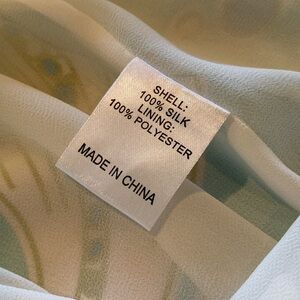 SHELL:
100% SILK
LINING:
100% POLYESTER
MADE IN CHINA